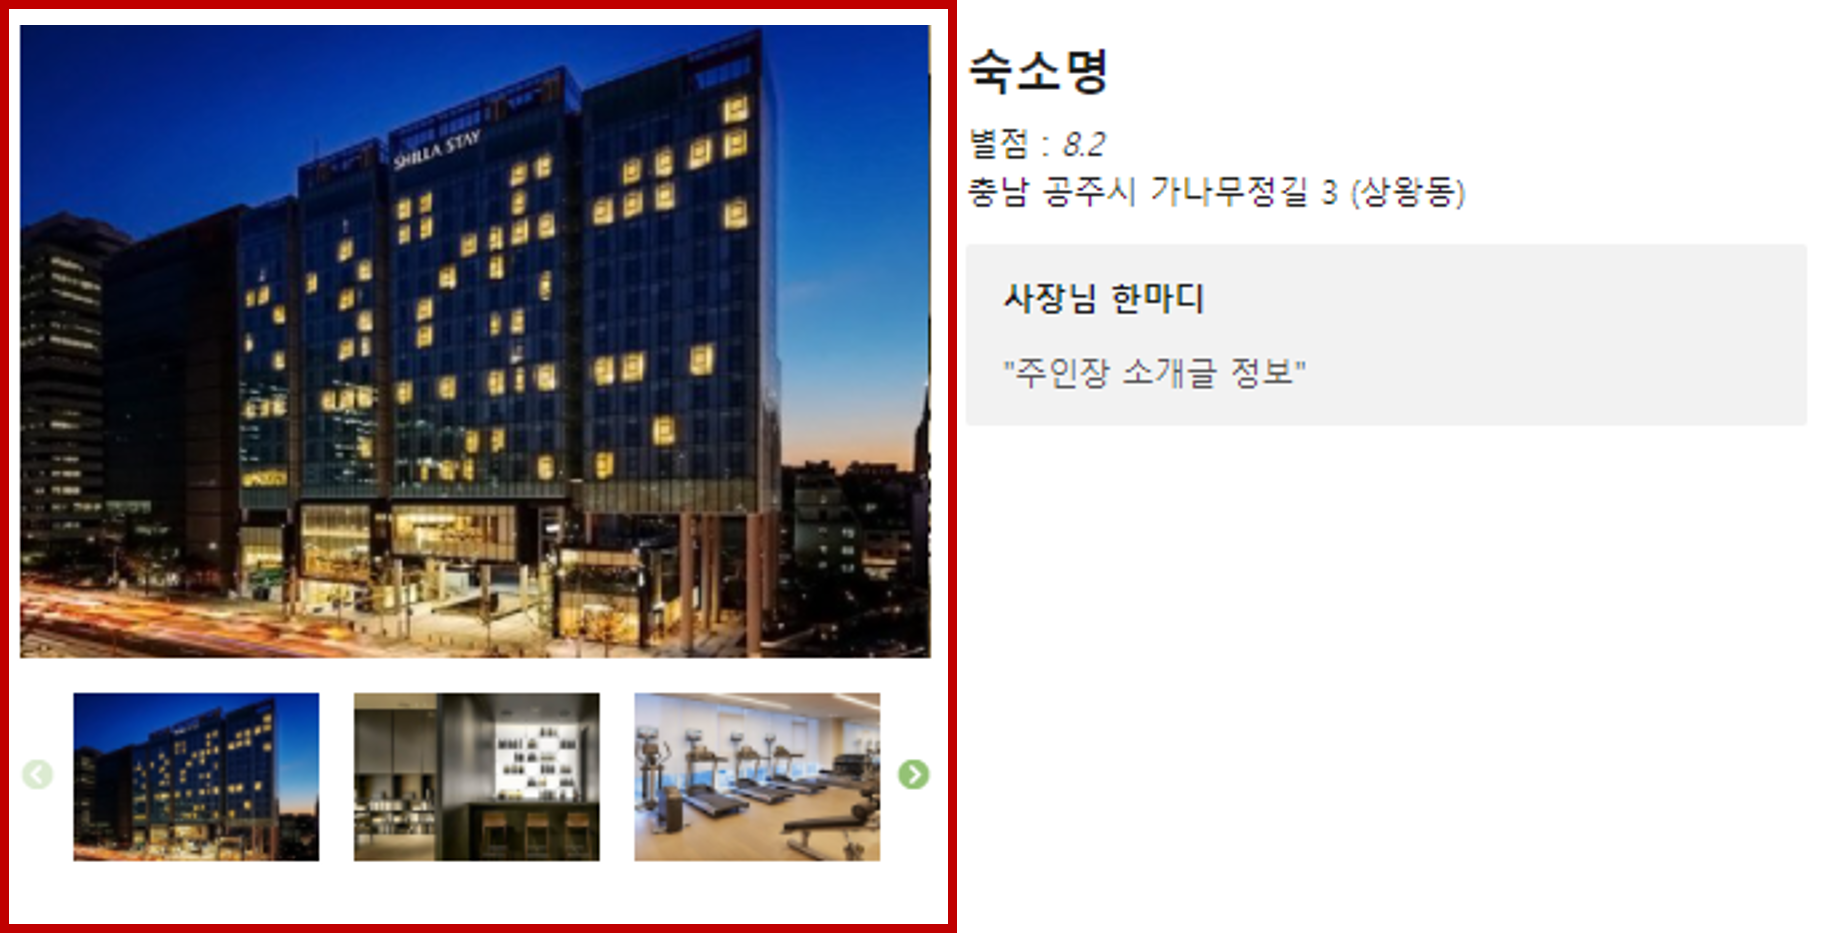 SHILLA STAY
숙소명
별점 : 8.2
충남 공주시 가나무정길 3 (상왕동)
사장님 한마디
"주인장 소개글 정보"